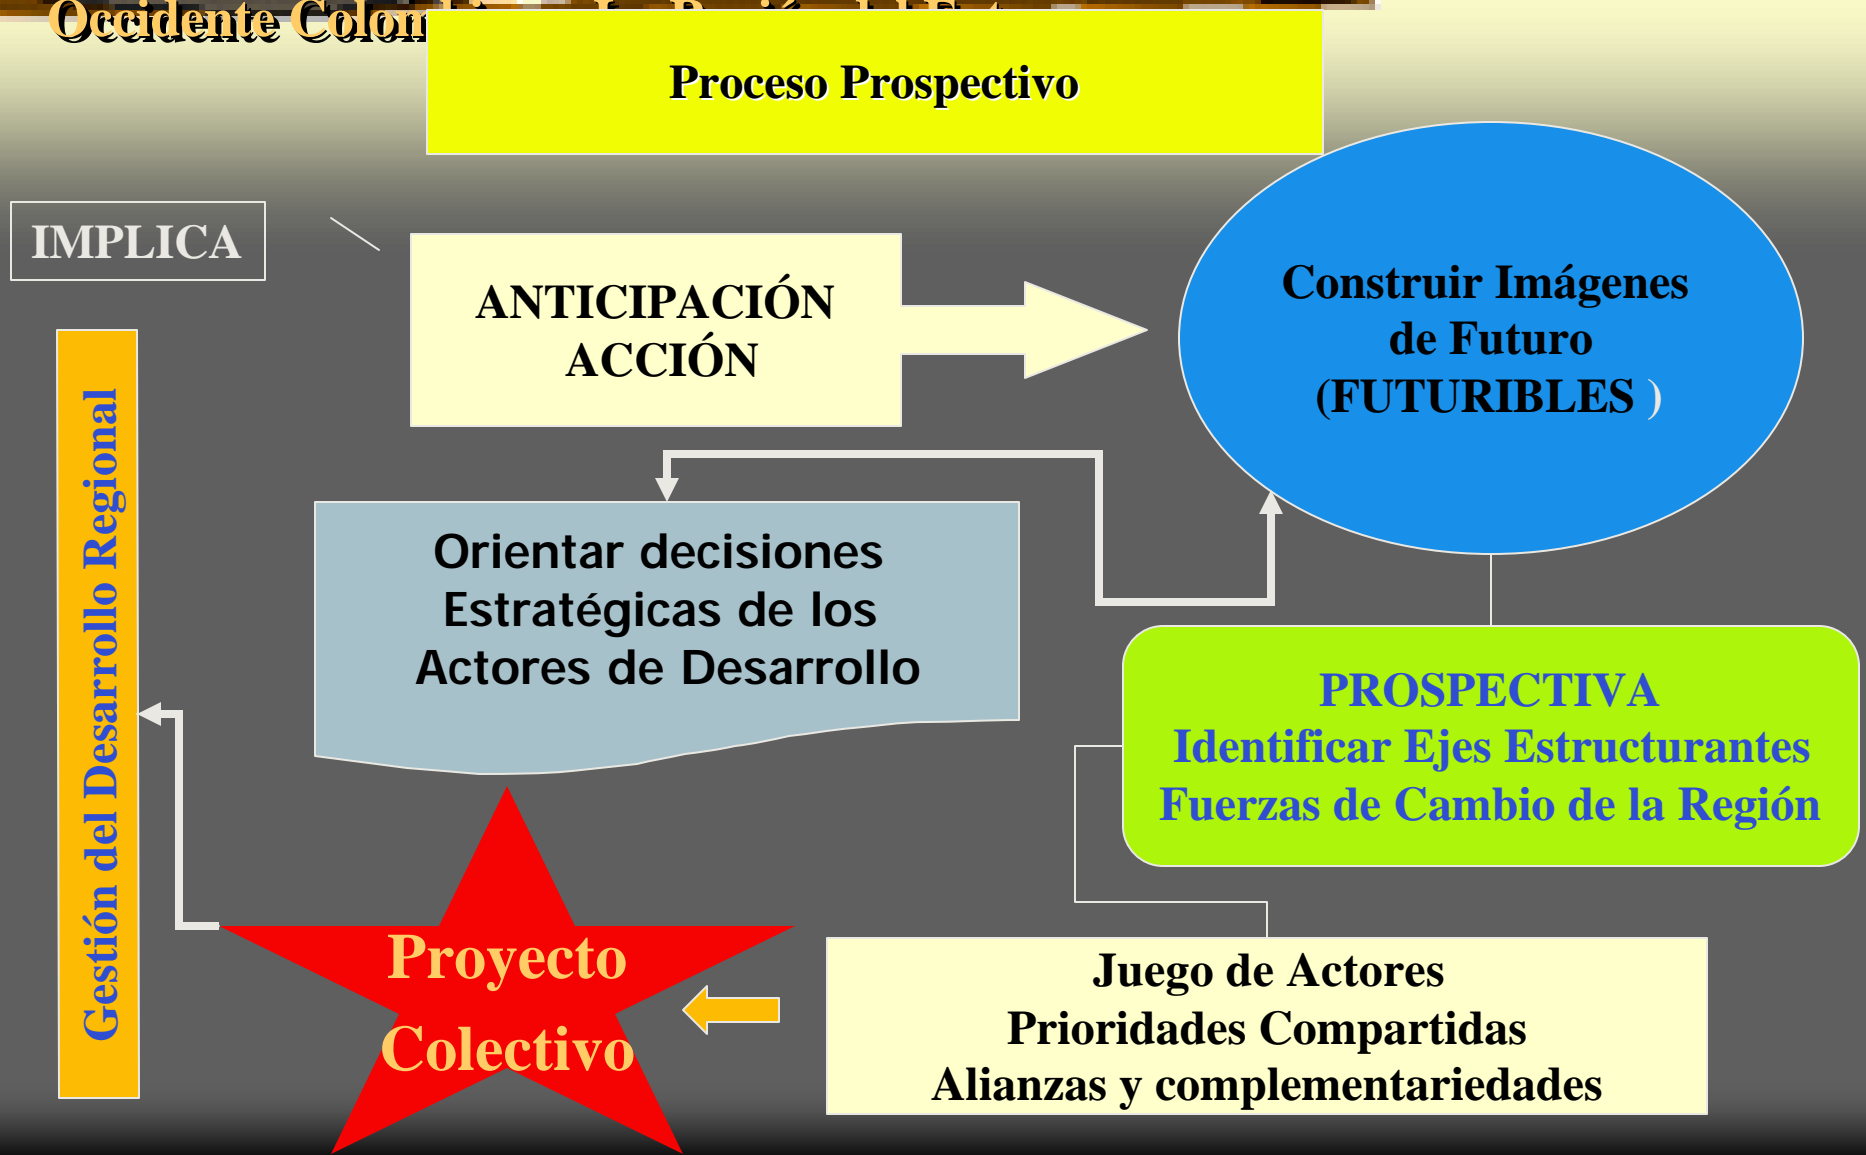 Occidente
Proceso Prospectivo
IMPLICA
ANTICIPACIÓN
ACCIÓN
Construir Imágenes
de Futuro
(FUTURIBLES )
Orientar decisiones
Estratégicas de los
Actores de Desarrollo
Gestión del Desarrollo Regional
PROSPECTIVA
Identificar Ejes Estructurantes
Fuerzas de Cambio de la Región
Proyecto
Colectivo
Juego de Actores
Prioridades Compartidas
Alianzas y complementariedades